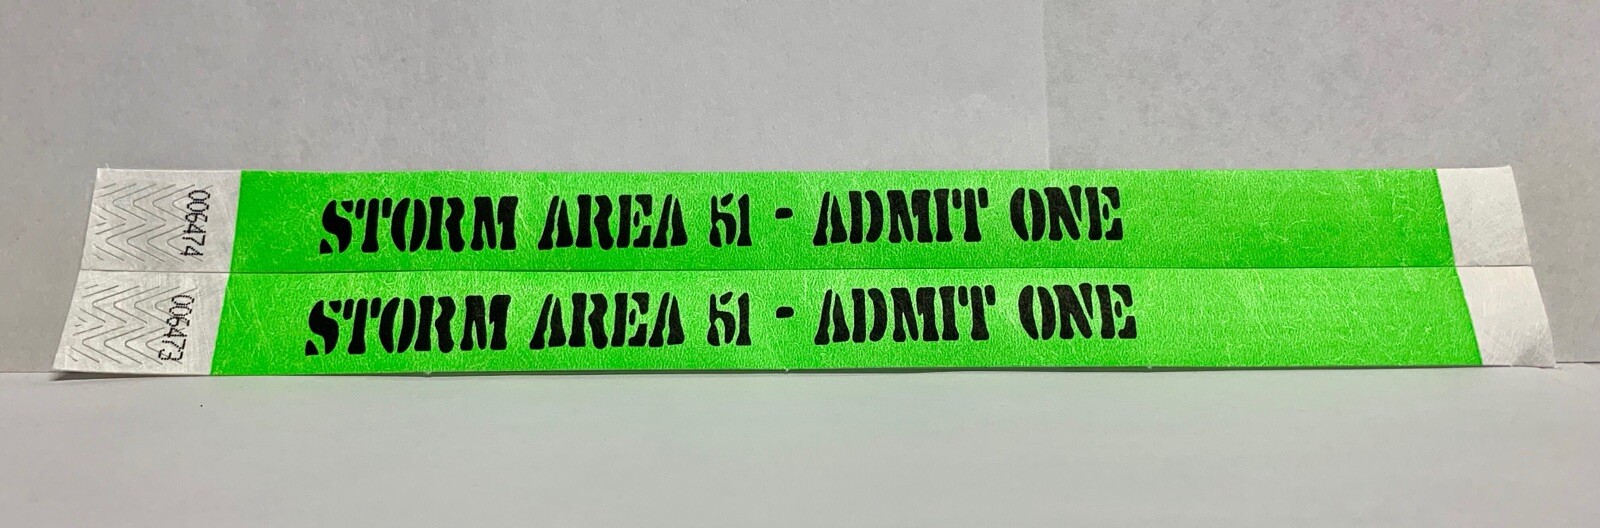 006474
STORM AREA 51 - ADMIT ONE
006473
STORM AREA 51 - ADMIT ONE